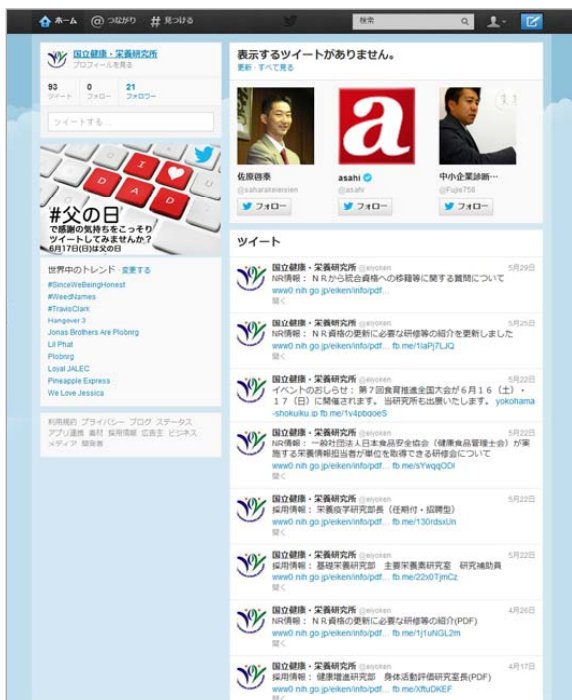 ホーム @ つながり # 見つける
検索
国立健康・栄養研究所
プロフィールを見る
93 0 21
ツイート フォロー フォロワー
ツイートする...
I
D A D
#父の日
で感謝の気持ちをこっそり
ツイートしてみませんか？
6月17日(日)は父の日
世界中のトレンド · 変更する
#SinceWeBeingHonest
#WeedNames
#TravisClark
Hangover 3
Jonas Brothers Are Plobnrg
Lil Phat
Plobnrg
Loyal JALEC
Pineapple Express
We Love Jessica
利用規約 プライバシー ブログ ステータス
アプリ連携 素材 採用情報 広告主 ビジネス
メディア 開発者
表示するツイートがありません。
更新 · すべて見る
a
佐原啓泰 asahi 中小企業診断…
@saharakeieisien @asahi @Fujie758
フォロー フォロー フォロー
ツイート
国立健康・栄養研究所 @eiyoken 5月29日
NR情報： ＮＲから統合資格への移籍等に関する質問について
www0.nih.go.jp/eiken/info/pdf...
開く
国立健康・栄養研究所 @eiyoken 5月25日
NR情報： ＮＲ資格の更新に必要な研修等の紹介を更新しました
www0.nih.go.jp/eiken/info/pdf... fb.me/1IaPj7LJQ
開く
国立健康・栄養研究所 @eiyoken 5月22日
イベントのおしらせ： 第７回食育推進全国大会が６月１６（土）・
１７（日）に開催されます。 当研究所も出展いたします。 yokohama
-shokuiku.jp fb.me/1v4pbgoeS
国立健康・栄養研究所 @eiyoken 5月22日
NR情報： 一般社団法人日本食品安全協会（健康食品管理士会）が実
施する栄養情報担当者が単位を取得できる研修会について
www0.nih.go.jp/eiken/info/pdf... fb.me/sYwqqODI
開く
国立健康・栄養研究所 @eiyoken 5月22日
採用情報： 栄養疫学研究部長（任期付・招聘型）
www0.nih.go.jp/eiken/info/pdf... fb.me/130rdsxUn
開く
国立健康・栄養研究所 @eiyoken 5月22日
採用情報： 基礎栄養研究部 主要栄養素研究室 研究補助員
www0.nih.go.jp/eiken/info/pdf... fb.me/22x0TjmCz
開く
国立健康・栄養研究所 @eiyoken 4月26日
NR情報： ＮＲ資格の更新に必要な研修等の紹介(PDF)
www0.nih.go.jp/eiken/info/pdf... fb.me/1j1uNGL2m
開く
国立健康・栄養研究所 @eiyoken 4月17日
採用情報： 健康増進研究部 身体活動評価研究室長(PDF)
www0.nih.go.jp/eiken/info/pdf... fb.me/XftuDKEF
開く